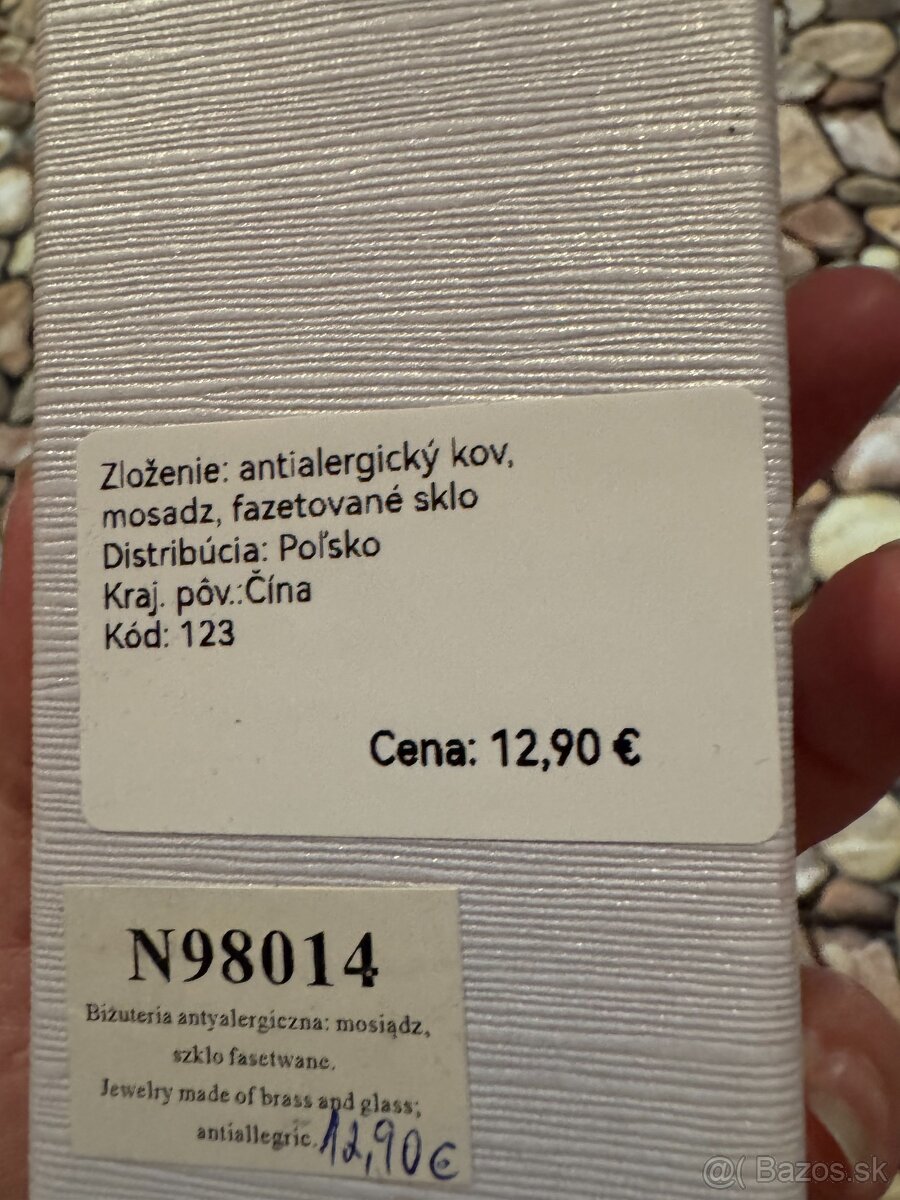 Zloženie: antialergický kov,
mosadz, fazetované sklo
Distribúcia: Poľsko
Kraj. pôv.:Čína
Kód: 123
Cena: 12,90 €
N98014
Biżuteria antyalergiczna: mosiądz,
szkło fasetwane.
Jewelry made of brass and glass;
antiallegric.
12,90 €
@( Bazos.sk